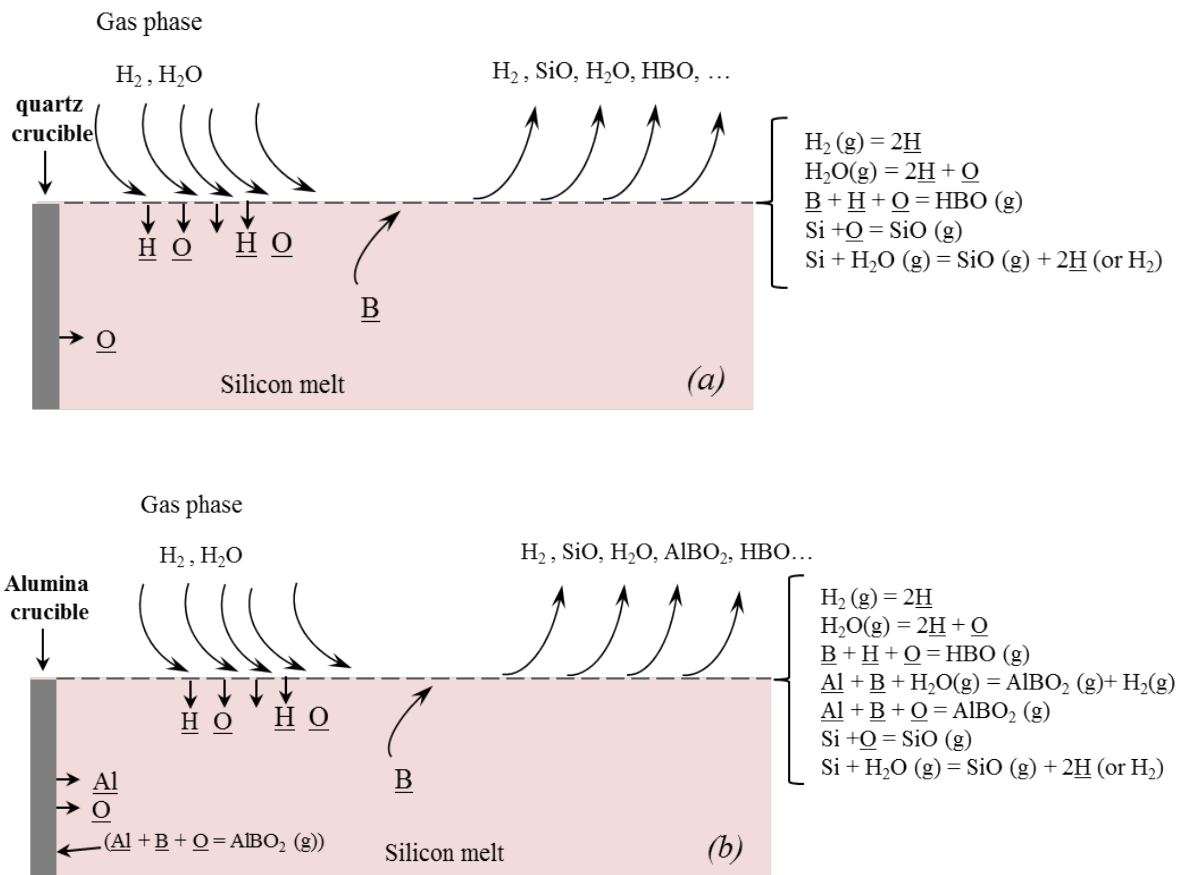 Gas phase
H₂ , H₂O
H₂ , SiO, H₂O, HBO, …
quartz
crucible
H O H O
B
O
Silicon melt
(a)
H₂ (g) = 2H
H₂O(g) = 2H + O
B + H + O = HBO (g)
Si +O = SiO (g)
Si + H₂O (g) = SiO (g) + 2H (or H₂)
Gas phase
H₂ , H₂O
H₂ , SiO, H₂O, AlBO₂, HBO…
Alumina
crucible
H O H O
B
Al
O
(Al + B + O = AlBO₂ (g))
Silicon melt
(b)
H₂ (g) = 2H
H₂O(g) = 2H + O
B + H + O = HBO (g)
Al + B + H₂O(g) = AlBO₂ (g)+ H₂(g)
Al + B + O = AlBO₂ (g)
Si +O = SiO (g)
Si + H₂O (g) = SiO (g) + 2H (or H₂)